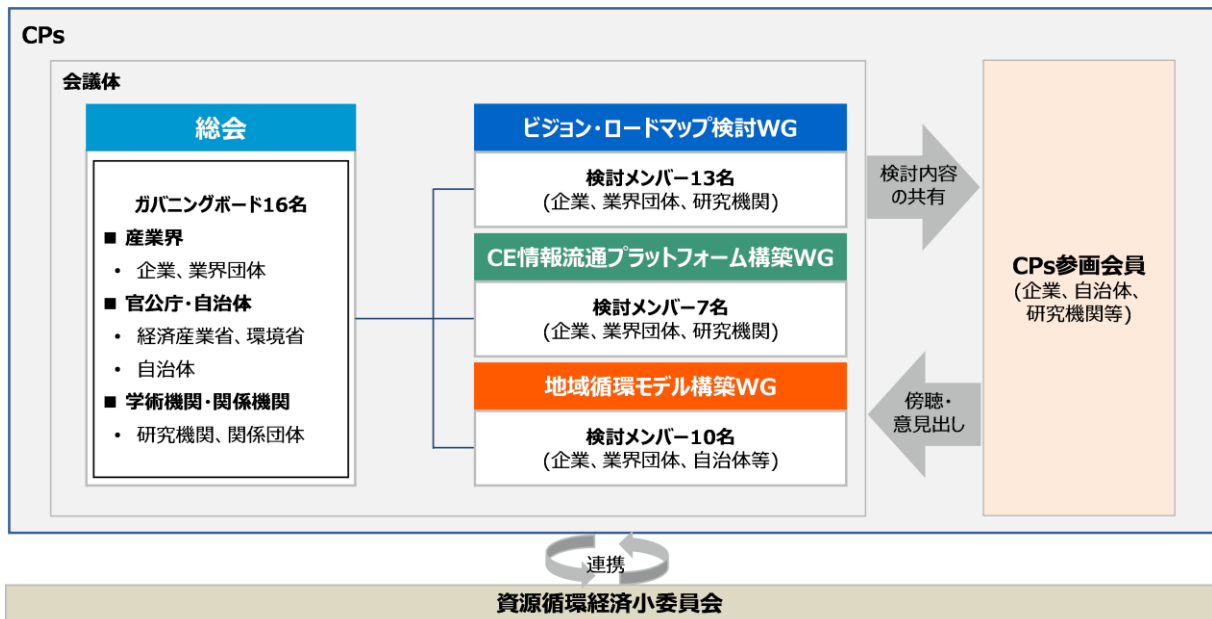 CPs
会議体
総会
ガバニングボード16名
■ 産業界
・ 企業、業界団体
■ 官公庁・自治体
・ 経済産業省、環境省
・ 自治体
■ 学術機関・関係機関
・ 研究機関、関係団体
ビジョン・ロードマップ検討WG
検討メンバー13名
(企業、業界団体、研究機関)
CE情報流通プラットフォーム構築WG
検討メンバー7名
(企業、業界団体、研究機関)
地域循環モデル構築WG
検討メンバー10名
(企業、業界団体、自治体等)
検討内容
の共有
傍聴・
意見出し
CPs参画会員
(企業、自治体、
研究機関等)
連携
資源循環経済小委員会